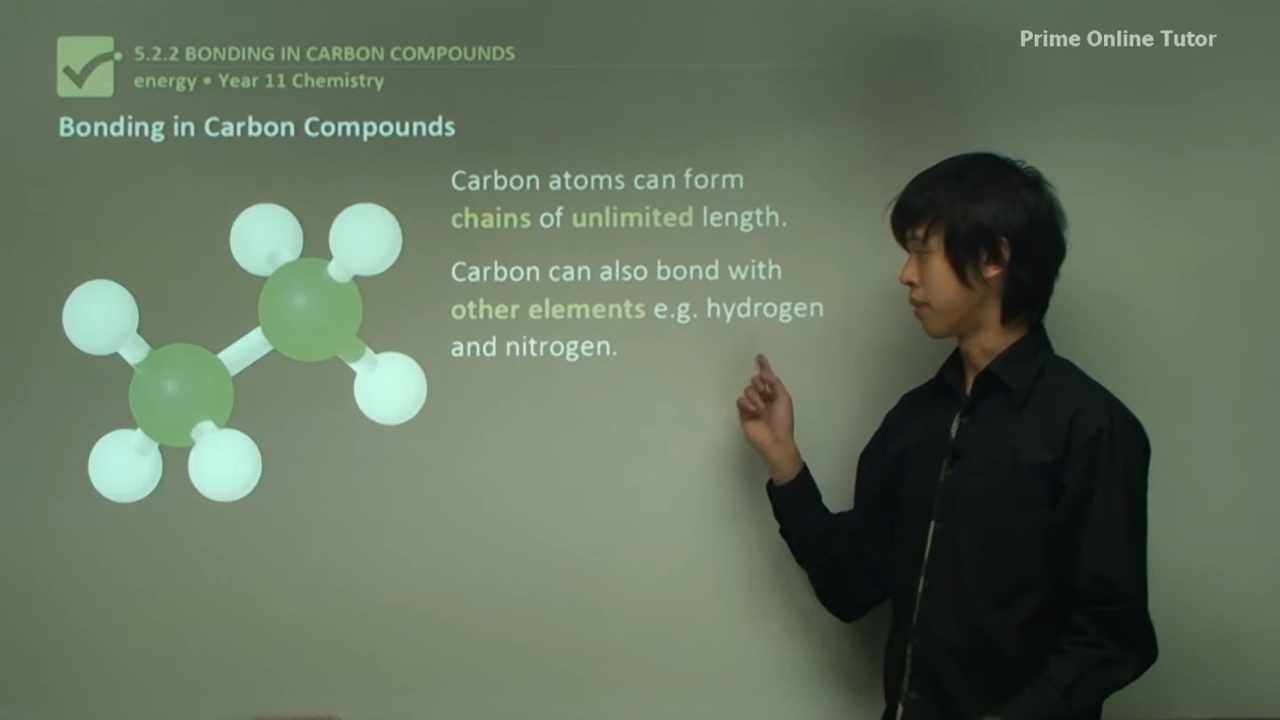 Prime Online Tutor
5.2.2 BONDING IN CARBON COMPOUNDS
energy • Year 11 Chemistry
Bonding in Carbon Compounds
Carbon atoms can form
chains of unlimited length.
Carbon can also bond with
other elements e.g. hydrogen
and nitrogen.